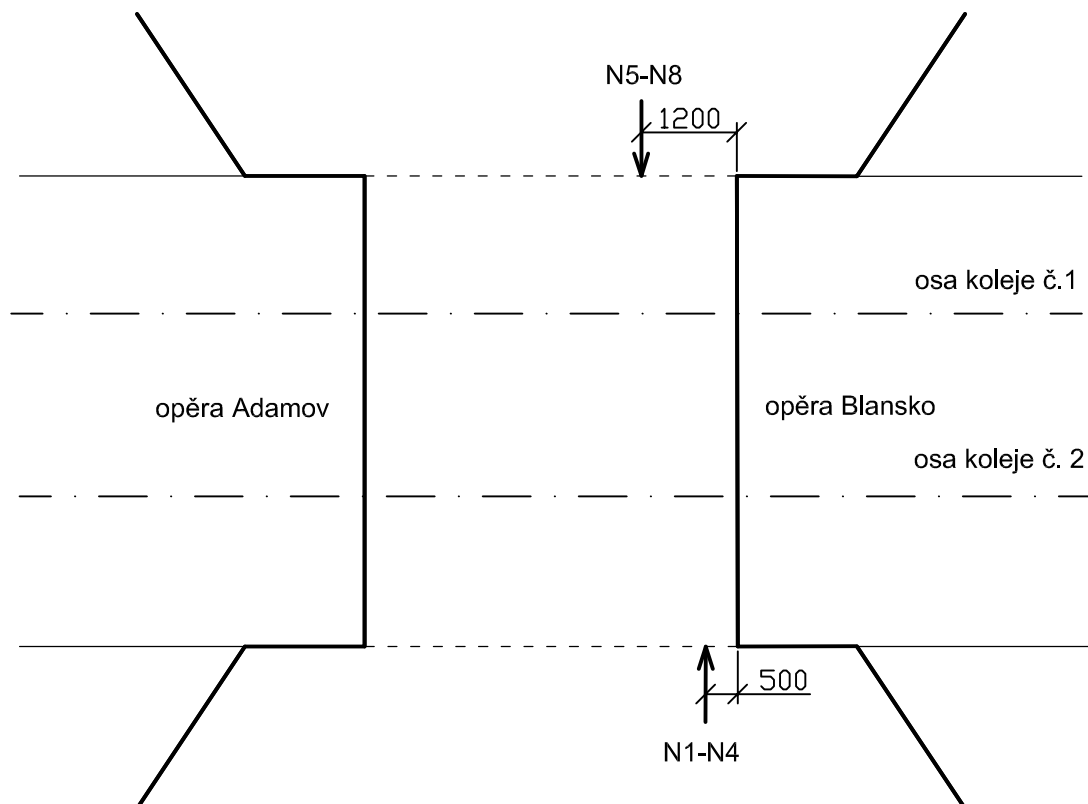 N5-N8
1200
osa koleje č.1
opěra Adamov
opěra Blansko
osa koleje č. 2
500
N1-N4